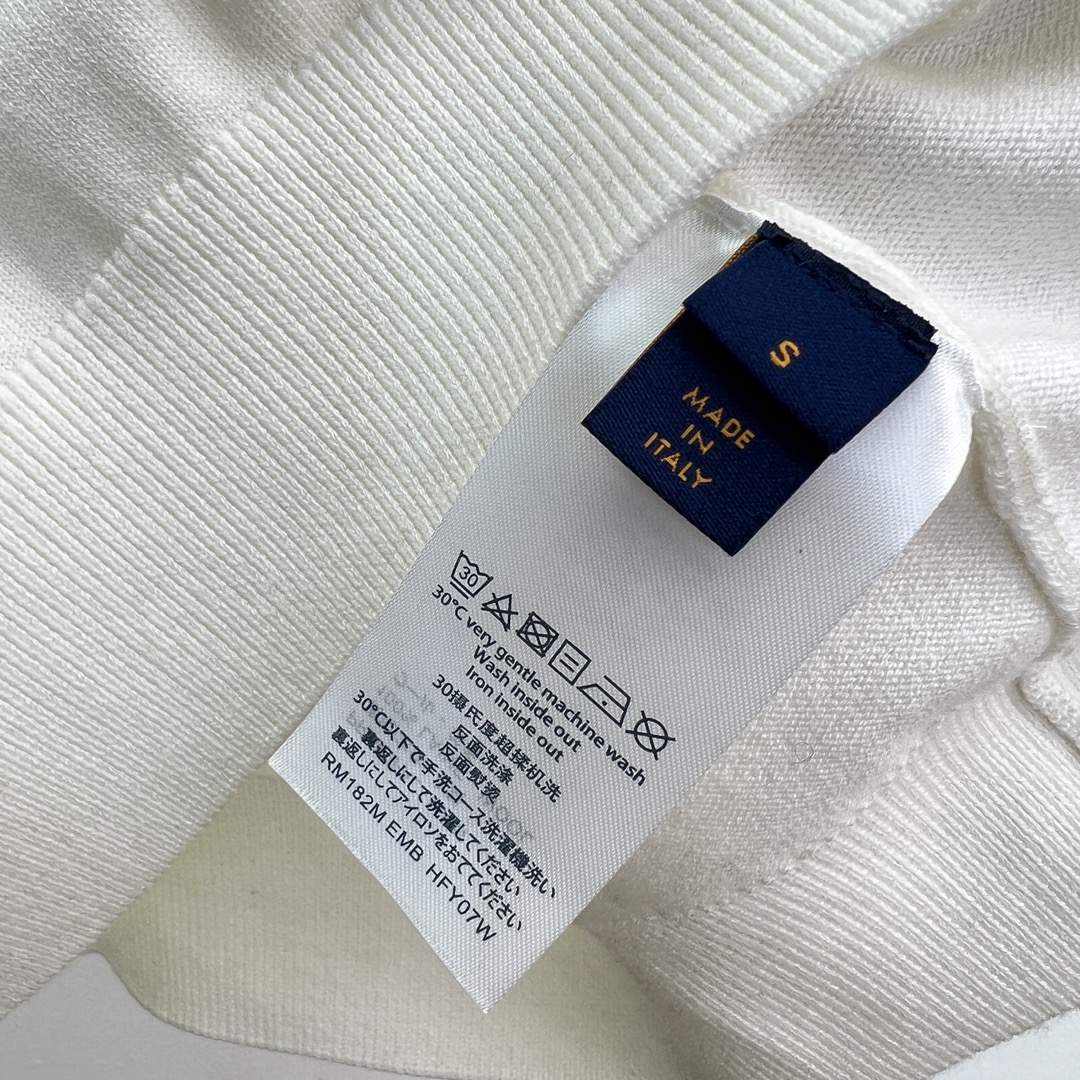 S
MADE
IN
ITALY
30
30°C very gentle machine wash
Wash inside out
Iron inside out
30摄氏度超揉机洗
反面洗涤
反面熨烫
30℃以下で手洗コース洗濯機洗い
裏返しにして洗濯してください
裏返しにしてアイロンをおてください
RM182M EMB HFY07W